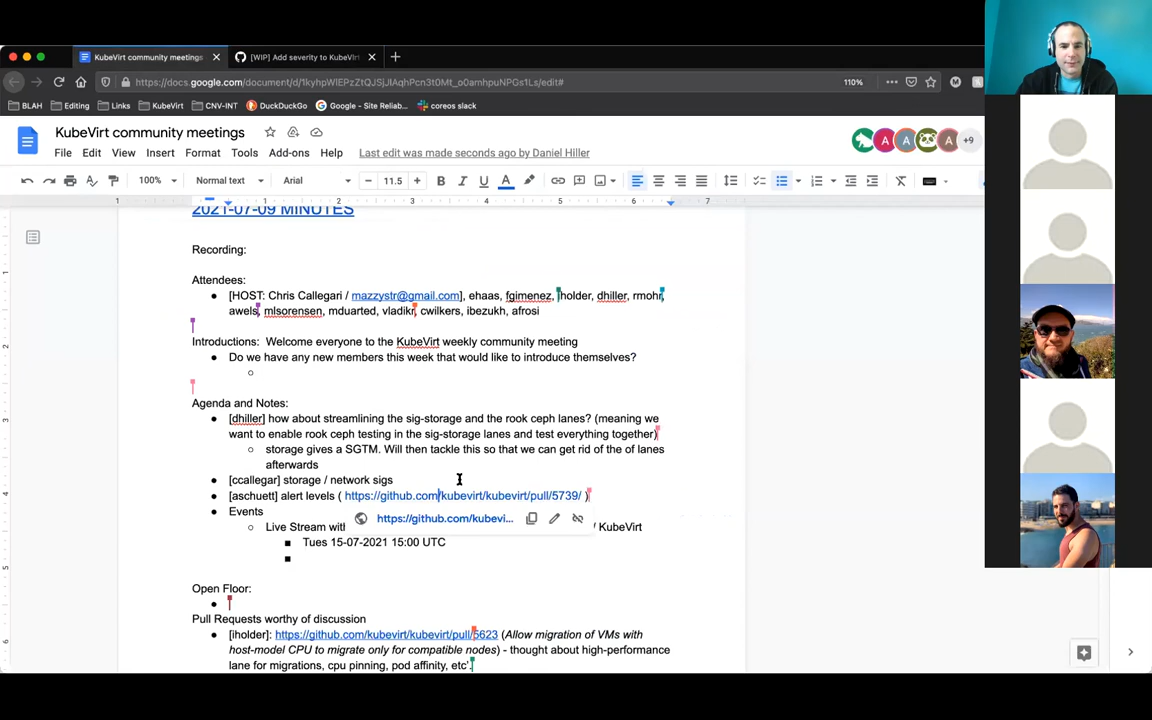 KubeVirt community meetings
[WIP] Add severity to KubeVir
https://docs.google.com/document/d/1kyhpWIEPzZtQJSjJlAqhPcn3t0Mt_o0amhpuNPGs1Ls/edit#
110%
BLAH
Editing
Links
KubeVirt
CNV-INT
DuckDuckGo
Google - Site Reliab...
coreos slack
KubeVirt community meetings
File Edit View Insert Format Tools Add-ons Help
Last edit was made seconds ago by Daniel Hiller
A A A +9
100% Normal text Arial 11.5 B I U A
1 1 2 3 4 5 6 7
2021-07-09 MINUTES
Recording:
Attendees:
[HOST: Chris Callegari / mazzystr@gmail.com], ehaas, fgimenez, iholder, dhiller, rmohr,
awels, mlsorensen, mduarted, vladikr, cwilkers, ibezukh, afrosi
Introductions: Welcome everyone to the KubeVirt weekly community meeting
Do we have any new members this week that would like to introduce themselves?
Agenda and Notes:
[dhiller] how about streamlining the sig-storage and the rook ceph lanes? (meaning we
want to enable rook ceph testing in the sig-storage lanes and test everything together)
storage gives a SGTM. Will then tackle this so that we can get rid of the of lanes
afterwards
[ccallegar] storage / network sigs
[aschuett] alert levels ( https://github.com/kubevirt/kubevirt/pull/5739/ )
Events
Live Stream with / KubeVirt
https://github.com/kubevi...
Tues 15-07-2021 15:00 UTC
Open Floor:
Pull Requests worthy of discussion
[iholder]: https://github.com/kubevirt/kubevirt/pull/5623 (Allow migration of VMs with
host-model CPU to migrate only for compatible nodes) - thought about high-performance
lane for migrations, cpu pinning, pod affinity, etc'.